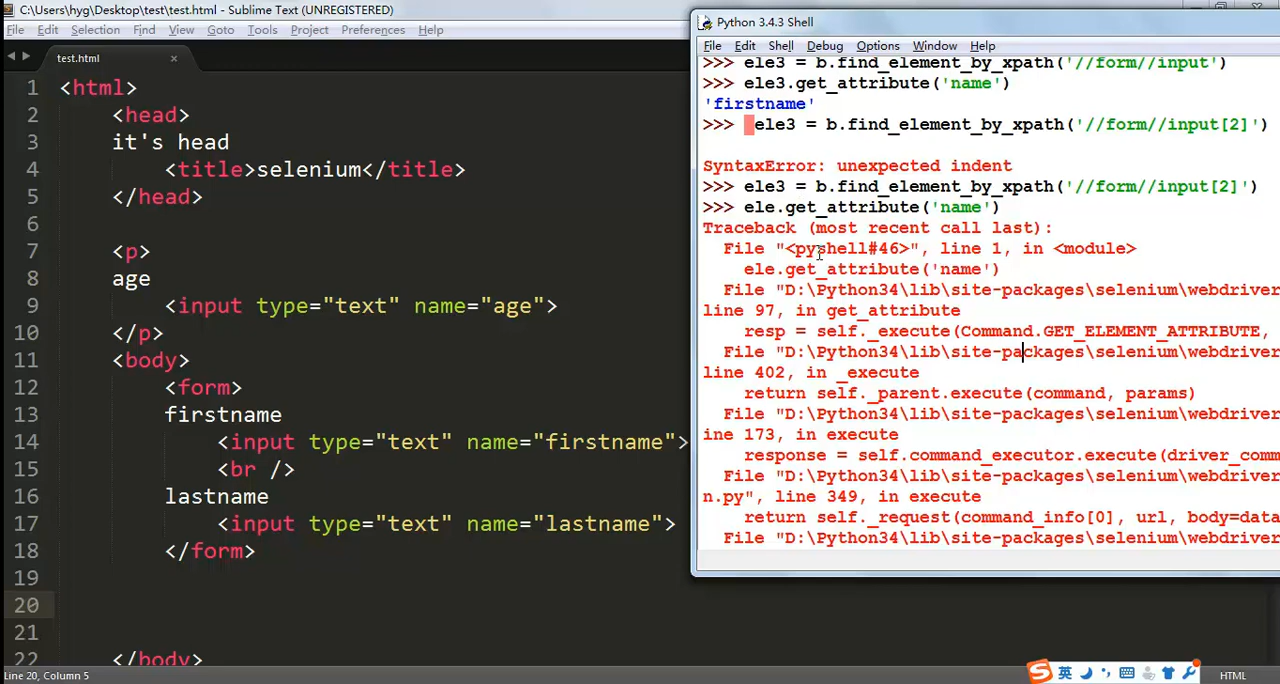 C:\Users\hyg\Desktop\test\test.html - Sublime Text (UNREGISTERED)
File Edit Selection Find View Goto Tools Project Preferences Help
test.html ×
1 <html>
2 <head>
3 it's head
4 <title>selenium</title>
5 </head>
6
7 <p>
8 age
9 <input type="text" name="age">
10 </p>
11 <body>
12 <form>
13 firstname
14 <input type="text" name="firstname">
15 <br />
16 lastname
17 <input type="text" name="lastname">
18 </form>
19
20
21
22 </body>
Line 20, Column 5
HTML
Python 3.4.3 Shell
File Edit Shell Debug Options Window Help
>>> ele3 = b.find_element_by_xpath('//form//input')
>>> ele3.get_attribute('name')
'firstname'
>>> ele3 = b.find_element_by_xpath('//form//input[2]')
SyntaxError: unexpected indent
>>> ele3 = b.find_element_by_xpath('//form//input[2]')
>>> ele.get_attribute('name')
Traceback (most recent call last):
File "<pyshell#46>", line 1, in <module>
ele.get_attribute('name')
File "D:\Python34\lib\site-packages\selenium\webdriver
line 97, in get_attribute
resp = self._execute(Command.GET_ELEMENT_ATTRIBUTE,
File "D:\Python34\lib\site-packages\selenium\webdriver
line 402, in _execute
return self._parent.execute(command, params)
File "D:\Python34\lib\site-packages\selenium\webdriver
ine 173, in execute
response = self.command_executor.execute(driver_comm
File "D:\Python34\lib\site-packages\selenium\webdriver
n.py", line 349, in execute
return self._request(command_info[0], url, body=data
File "D:\Python34\lib\site-packages\selenium\webdriver
英